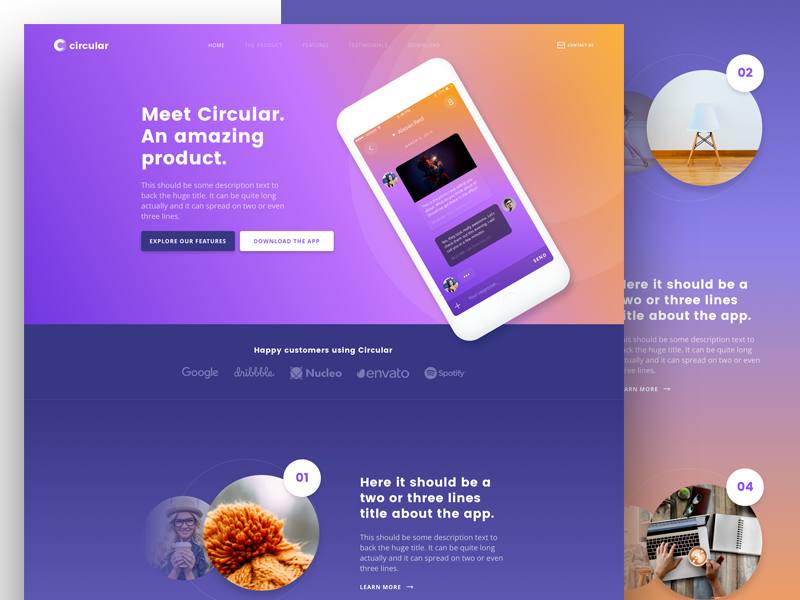 circular
HOME
THE PRODUCT
FEATURES
TESTIMONIALS
DOWNLOAD
CONTACT US
Meet Circular.
An amazing
product.
This should be some description text to
back the huge title. It can be quite long
actually and it can spread on two or even
three lines.
EXPLORE OUR FEATURES
DOWNLOAD THE APP
SEND
Happy customers using Circular
Google
dribbble
Nucleo
envato
Spotify
01
Here it should be a
two or three lines
title about the app.
This should be some description text to
back the huge title. It can be quite long
actually and it can spread on two or even
three lines.
LEARN MORE
02
ere it should be a
wo or three lines
itle about the app.
is should be some description text to
ck the huge title. It can be quite long
tually and it can spread on two or even
ree lines.
ARN MORE
04